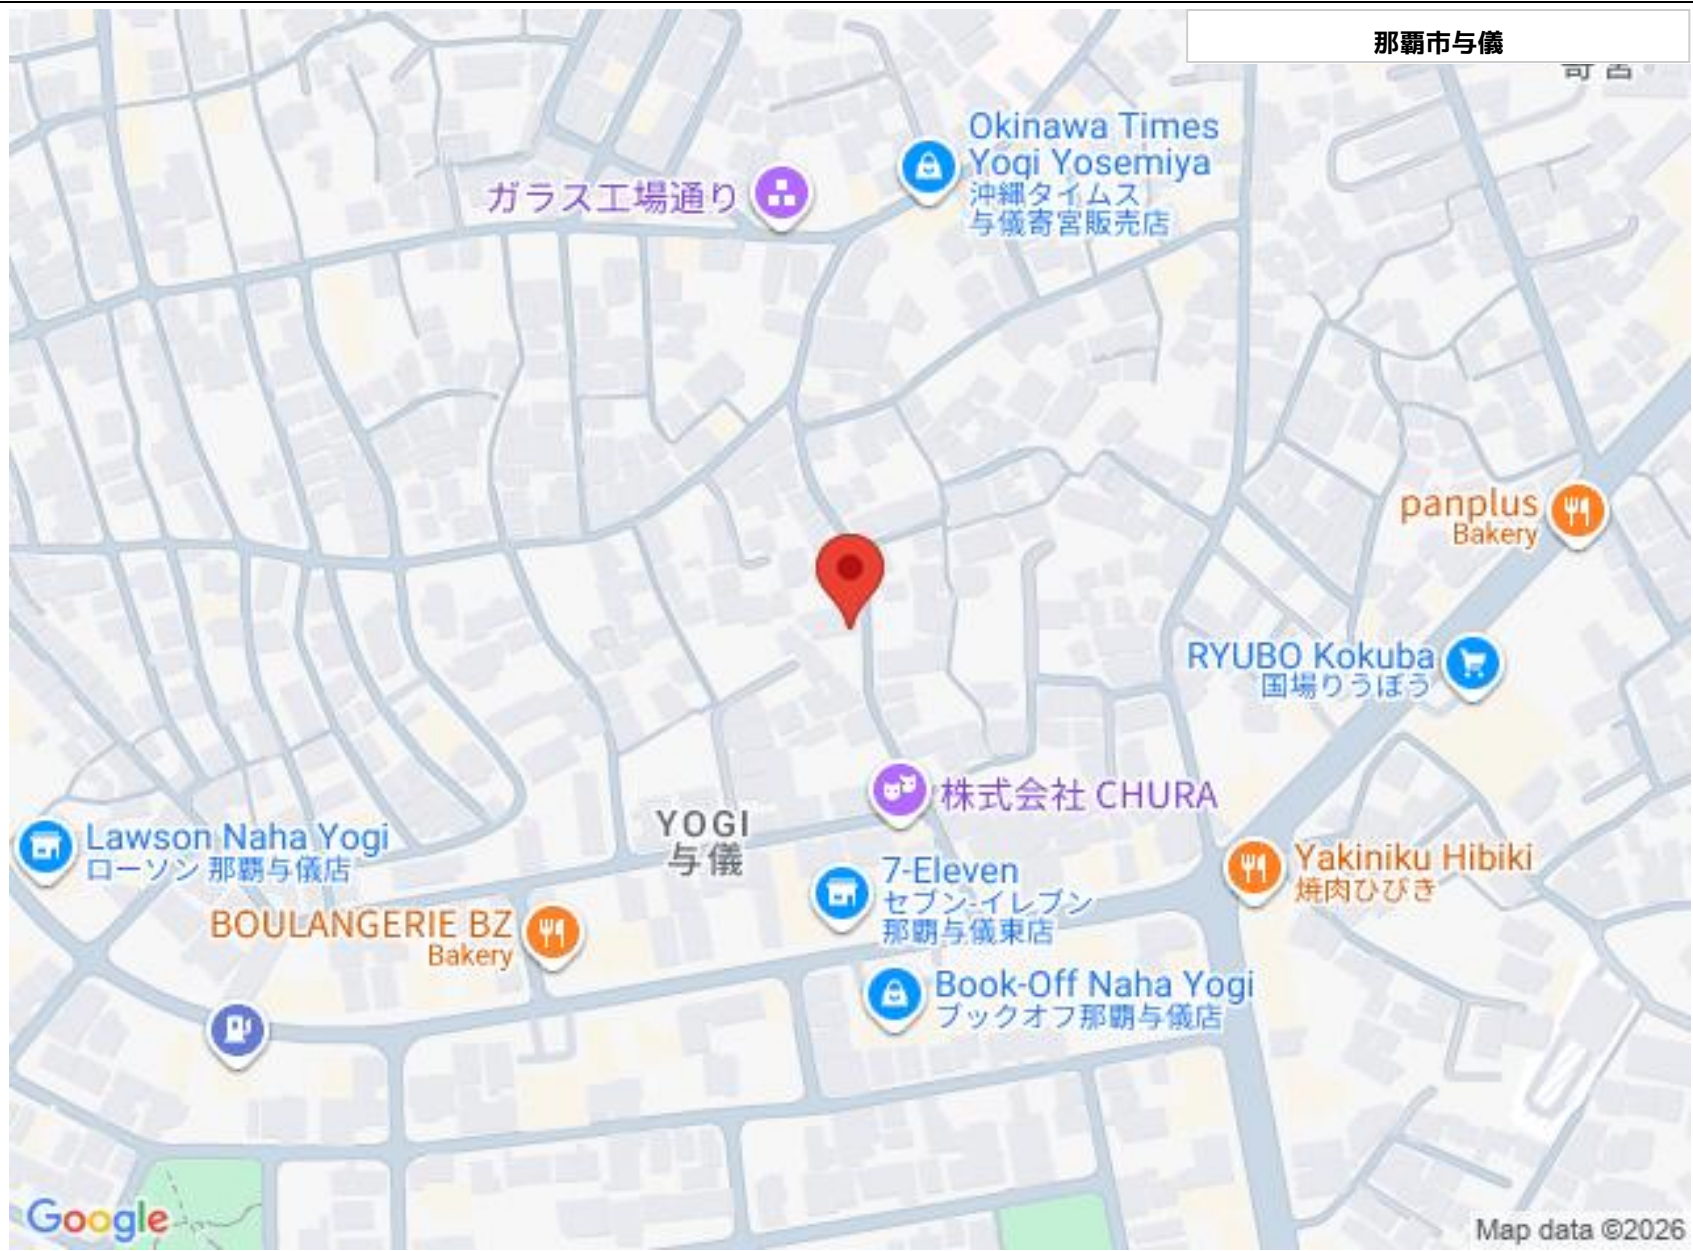 那覇市与儀
寄宮
Okinawa Times
Yogi Yosemiya
沖縄タイムス
与儀寄宮販売店
ガラス工場通り
panplus
Bakery
RYUBO Kokuba
国場りうぼう
株式会社 CHURA
YOGI
与儀
Lawson Naha Yogi
ローソン 那覇与儀店
7-Eleven
セブン-イレブン
那覇与儀東店
Yakiniku Hibiki
焼肉ひびき
BOULANGERIE BZ
Bakery
Book-Off Naha Yogi
ブックオフ那覇与儀店
Google
Map data ©2026